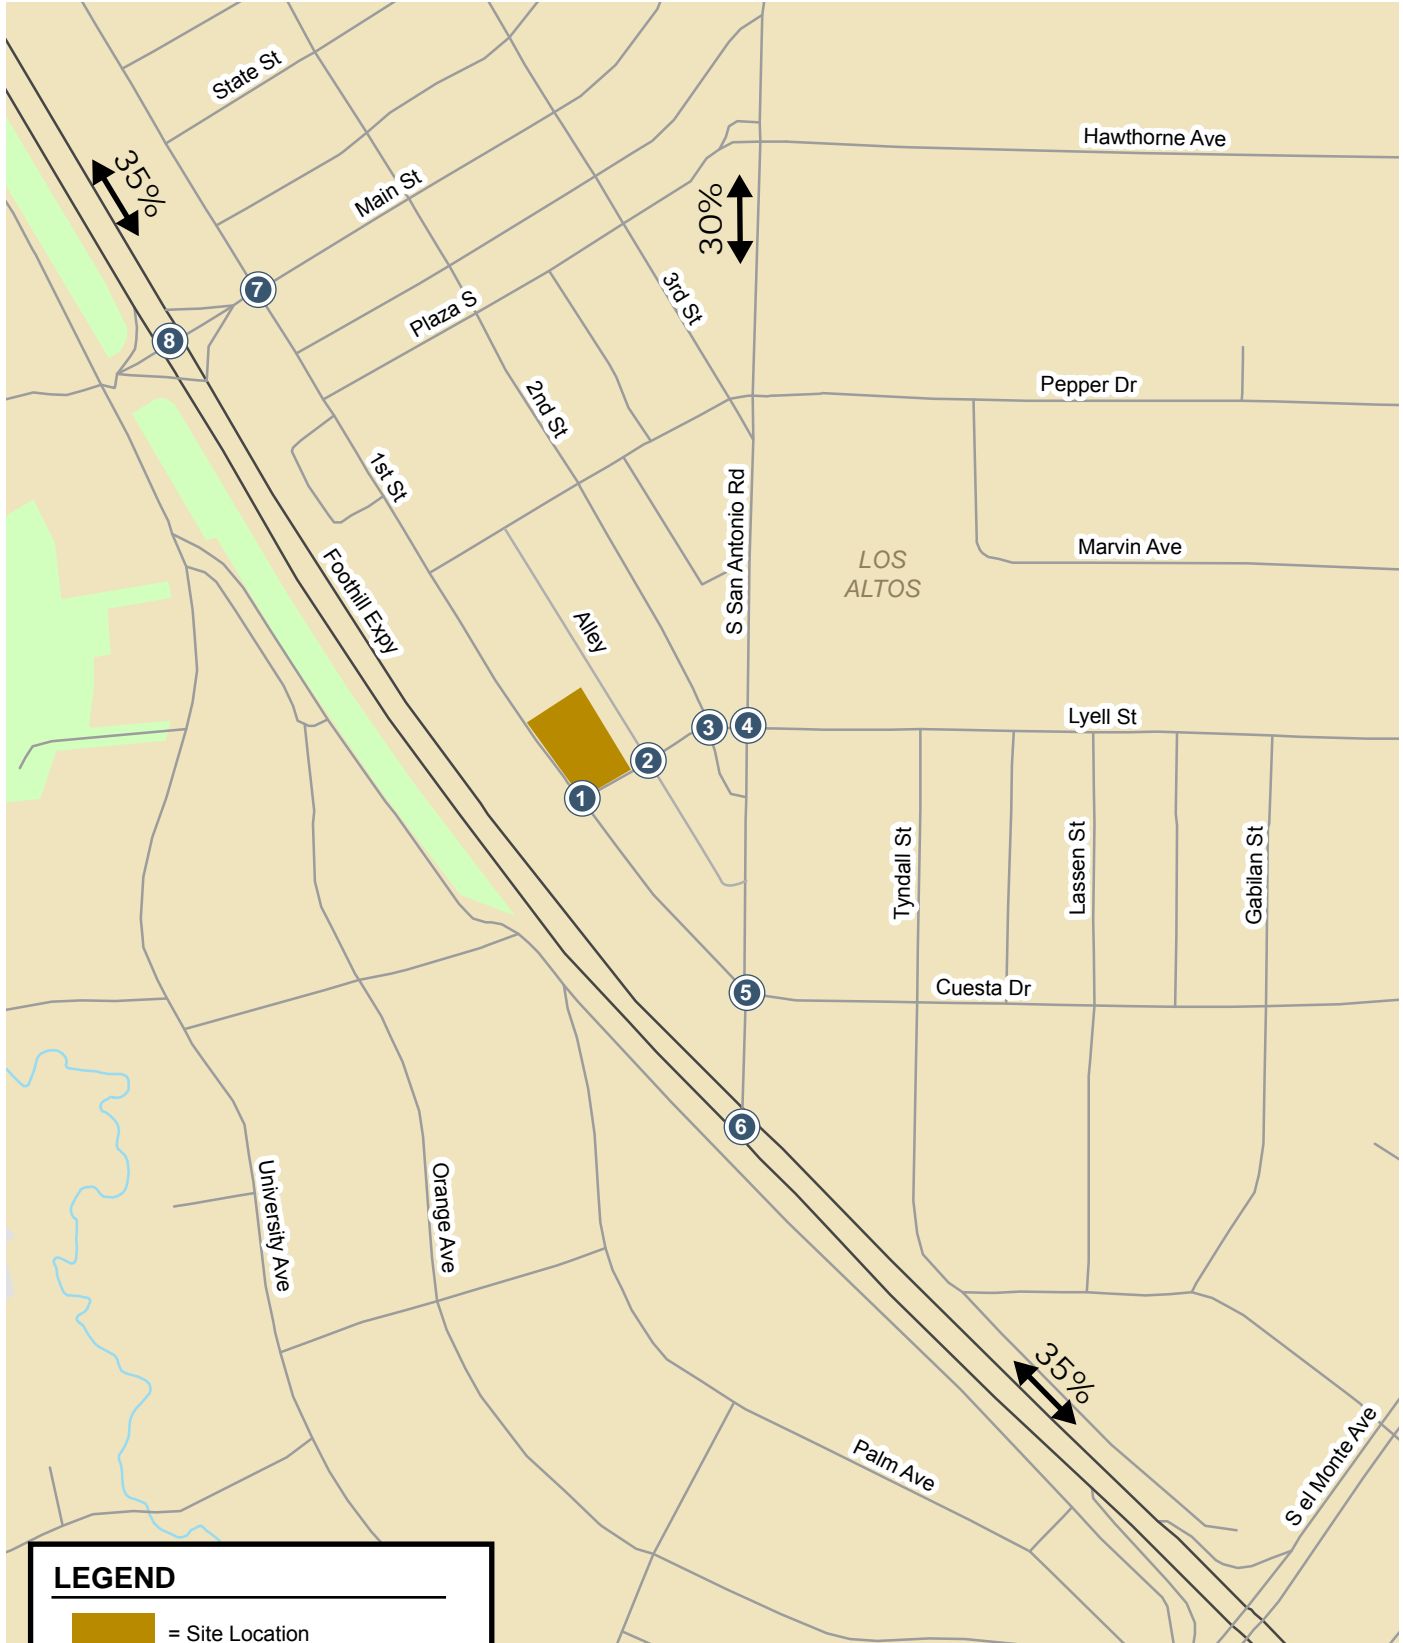 State St
Hawthorne Ave
35%
Main St
30%
7
3rd St
Plaza S
8
Pepper Dr
2nd St
1st St
S San Antonio Rd
Marvin Ave
LOS
ALTOS
Foothill Expy
Alley
Lyell St
3
4
2
1
Tyndall St
Lassen St
Gabilan St
Cuesta Dr
5
6
University Ave
Orange Ave
35%
Palm Ave
S el Monte Ave
LEGEND
= Site Location